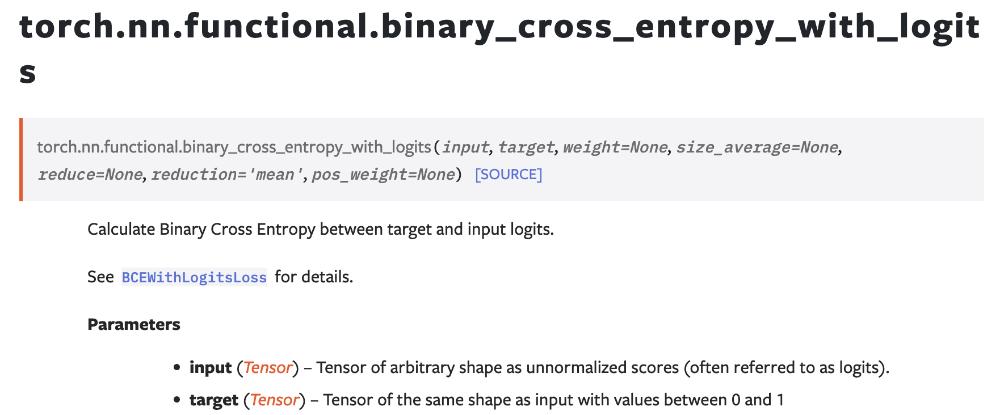 torch.nn.functional.binary_cross_entropy_with_logit
s
torch.nn.functional.binary_cross_entropy_with_logits(input, target, weight=None, size_average=None,
reduce=None, reduction='mean', pos_weight=None) [SOURCE]
Calculate Binary Cross Entropy between target and input logits.
See BCEWithLogitsLoss for details.
Parameters
• input (Tensor) – Tensor of arbitrary shape as unnormalized scores (often referred to as logits).
• target (Tensor) – Tensor of the same shape as input with values between 0 and 1